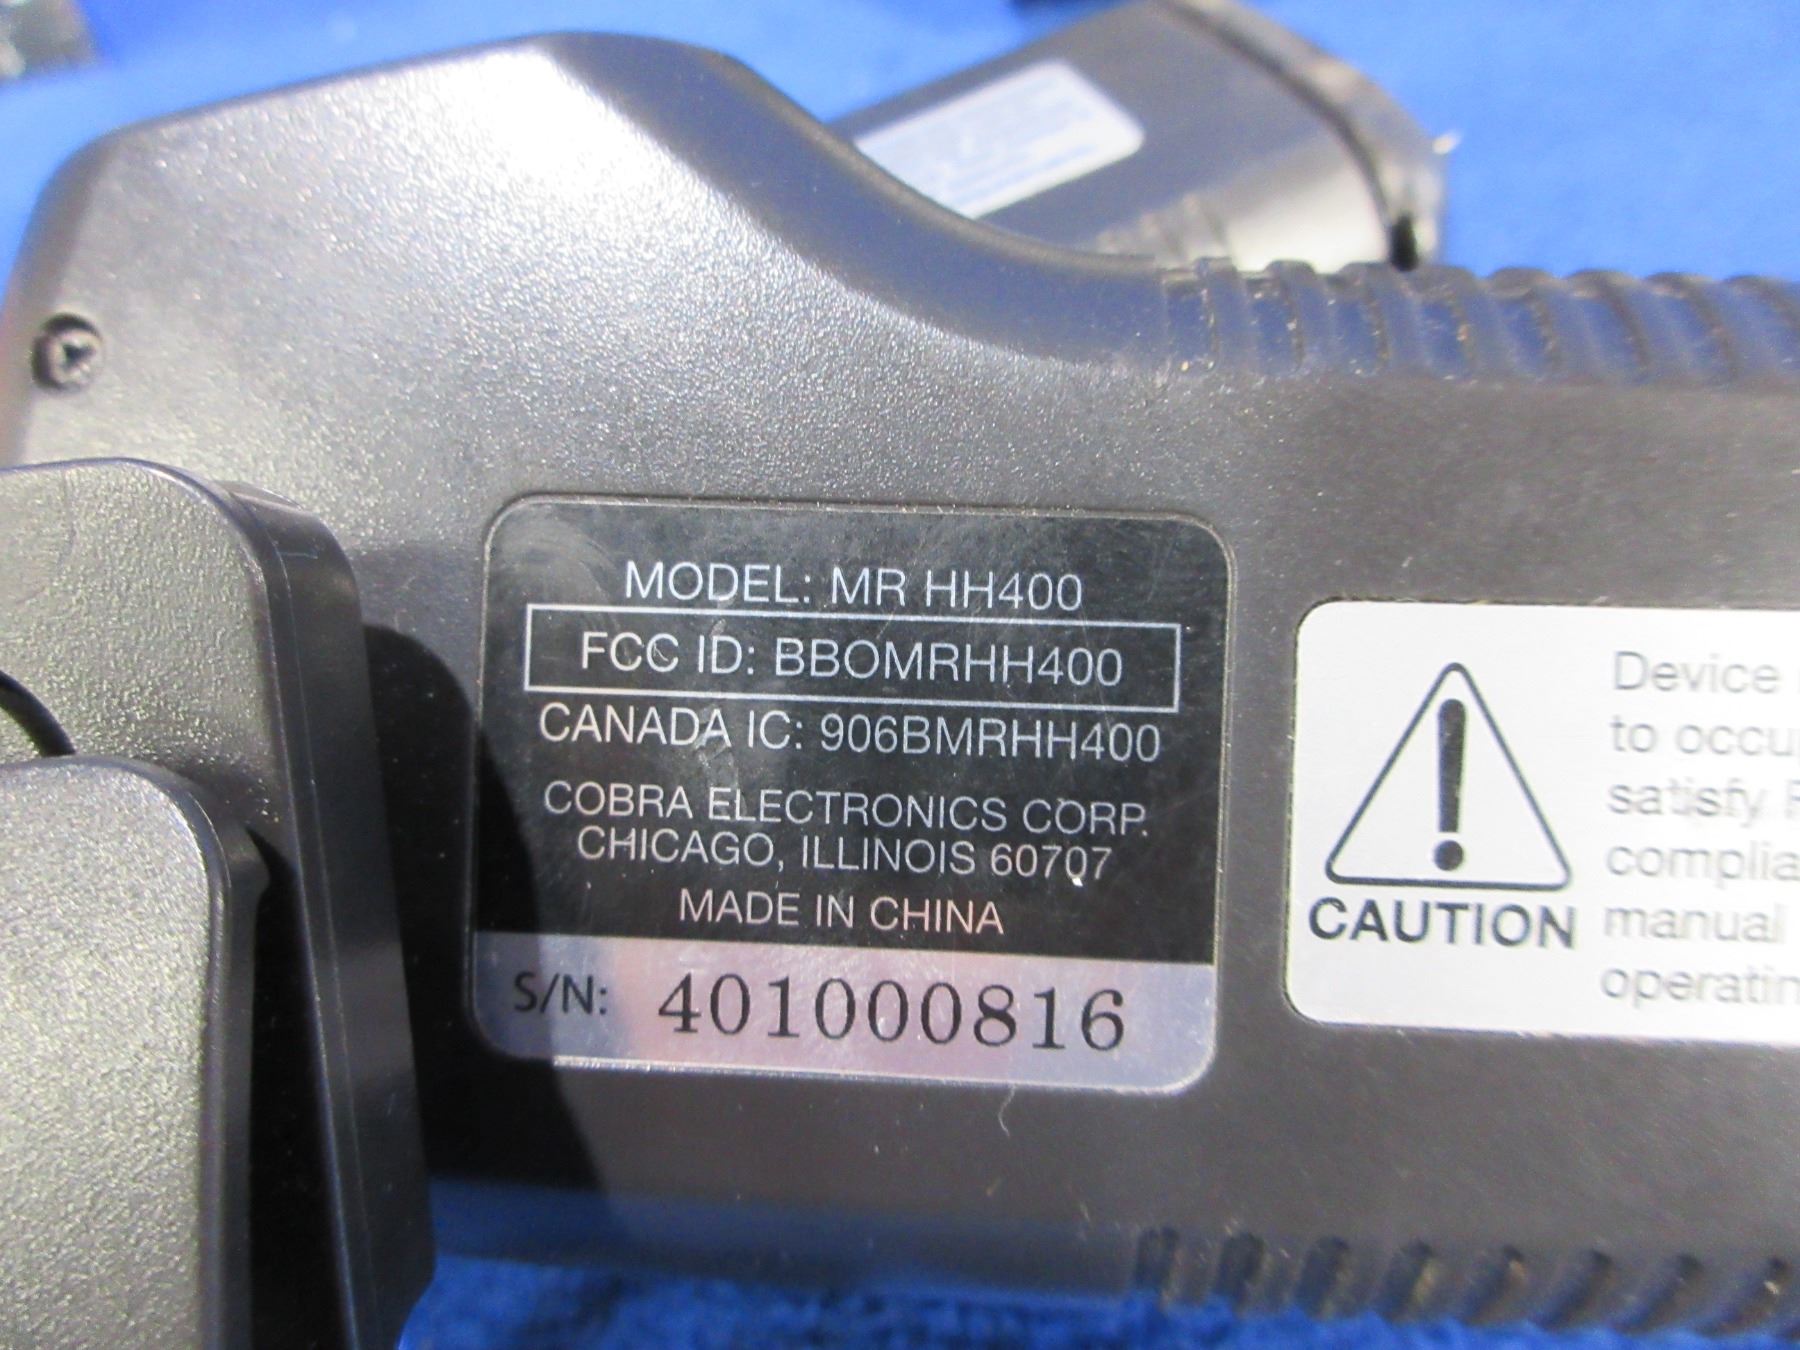 MODEL: MR HH400
FCC ID: BBOMRHH400
CANADA IC: 906BMRHH400
COBRA ELECTRONICS CORP.
CHICAGO, ILLINOIS 60707
MADE IN CHINA
S/N: 401000816
CAUTION
Device
to occu
satisfy
complia
manual
operatin